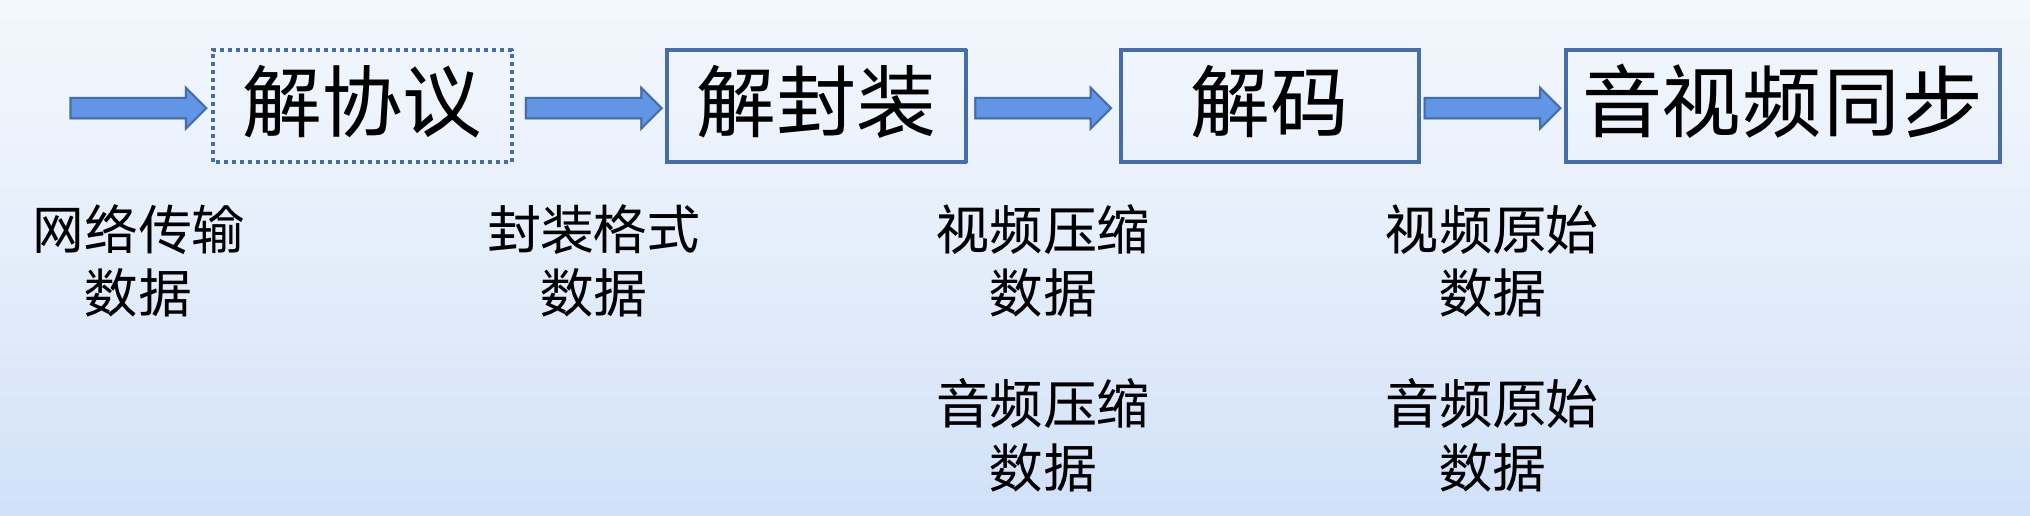 解协议
解封装
解码
音视频同步
网络传输
数据
封装格式
数据
视频压缩
数据
视频原始
数据
音频压缩
数据
音频原始
数据